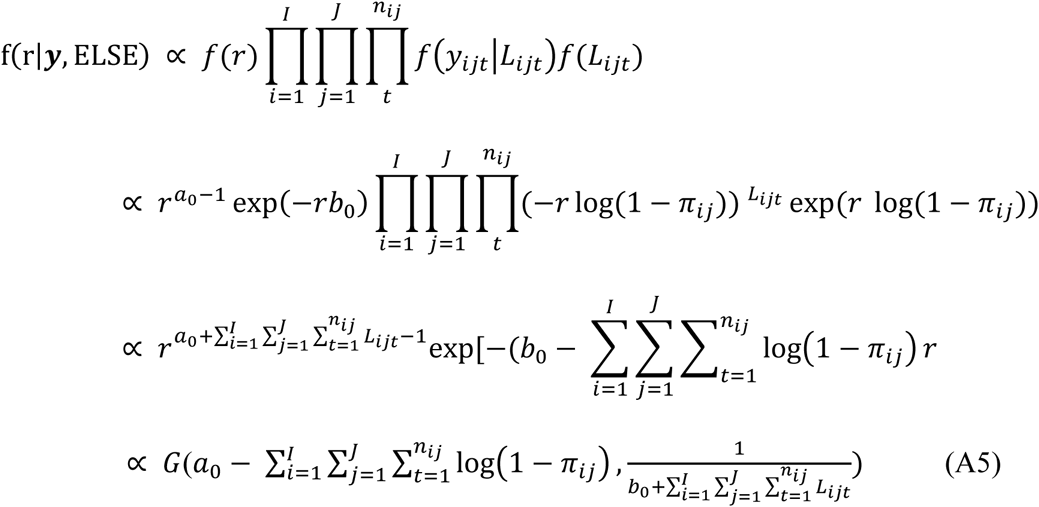 f(r|𝒚, ELSE) ∝ f(r) ∏_{i=1}^{I} ∏_{j=1}^{J} ∏_{t}^{n_{ij}} f(y_{ijt}|L_{ijt}) f(L_{ijt})
∝ r^{a_0−1} exp(−rb_0) ∏_{i=1}^{I} ∏_{j=1}^{J} ∏_{t}^{n_{ij}} (−r log(1 − π_{ij}))^{L_{ijt}} exp(r log(1 − π_{ij}))
∝ r^{a_0+∑_{i=1}^{I} ∑_{j=1}^{J} ∑_{t=1}^{n_{ij}} L_{ijt}−1} exp[−(b_0 − ∑_{i=1}^{I} ∑_{j=1}^{J} ∑_{t=1}^{n_{ij}} log(1 − π_{ij}) r
∝ G(a_0 − ∑_{i=1}^{I} ∑_{j=1}^{J} ∑_{t=1}^{n_{ij}} log(1 − π_{ij}), \frac{1}{b_0+∑_{i=1}^{I} ∑_{j=1}^{J} ∑_{t=1}^{n_{ij}} L_{ijt}}) (A5)